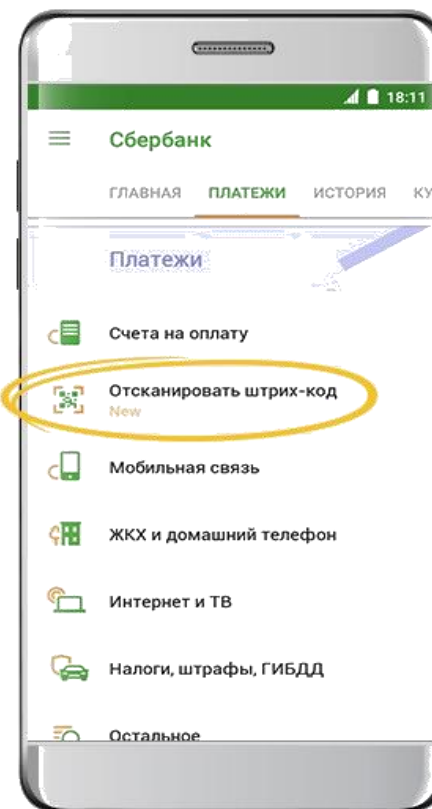 18:11
Сбербанк
ГЛАВНАЯ ПЛАТЕЖИ ИСТОРИЯ КУ
Платежи
Счета на оплату
Отсканировать штрих-код
New
Мобильная связь
ЖКХ и домашний телефон
Интернет и ТВ
Налоги, штрафы, ГИБДД
Остальное